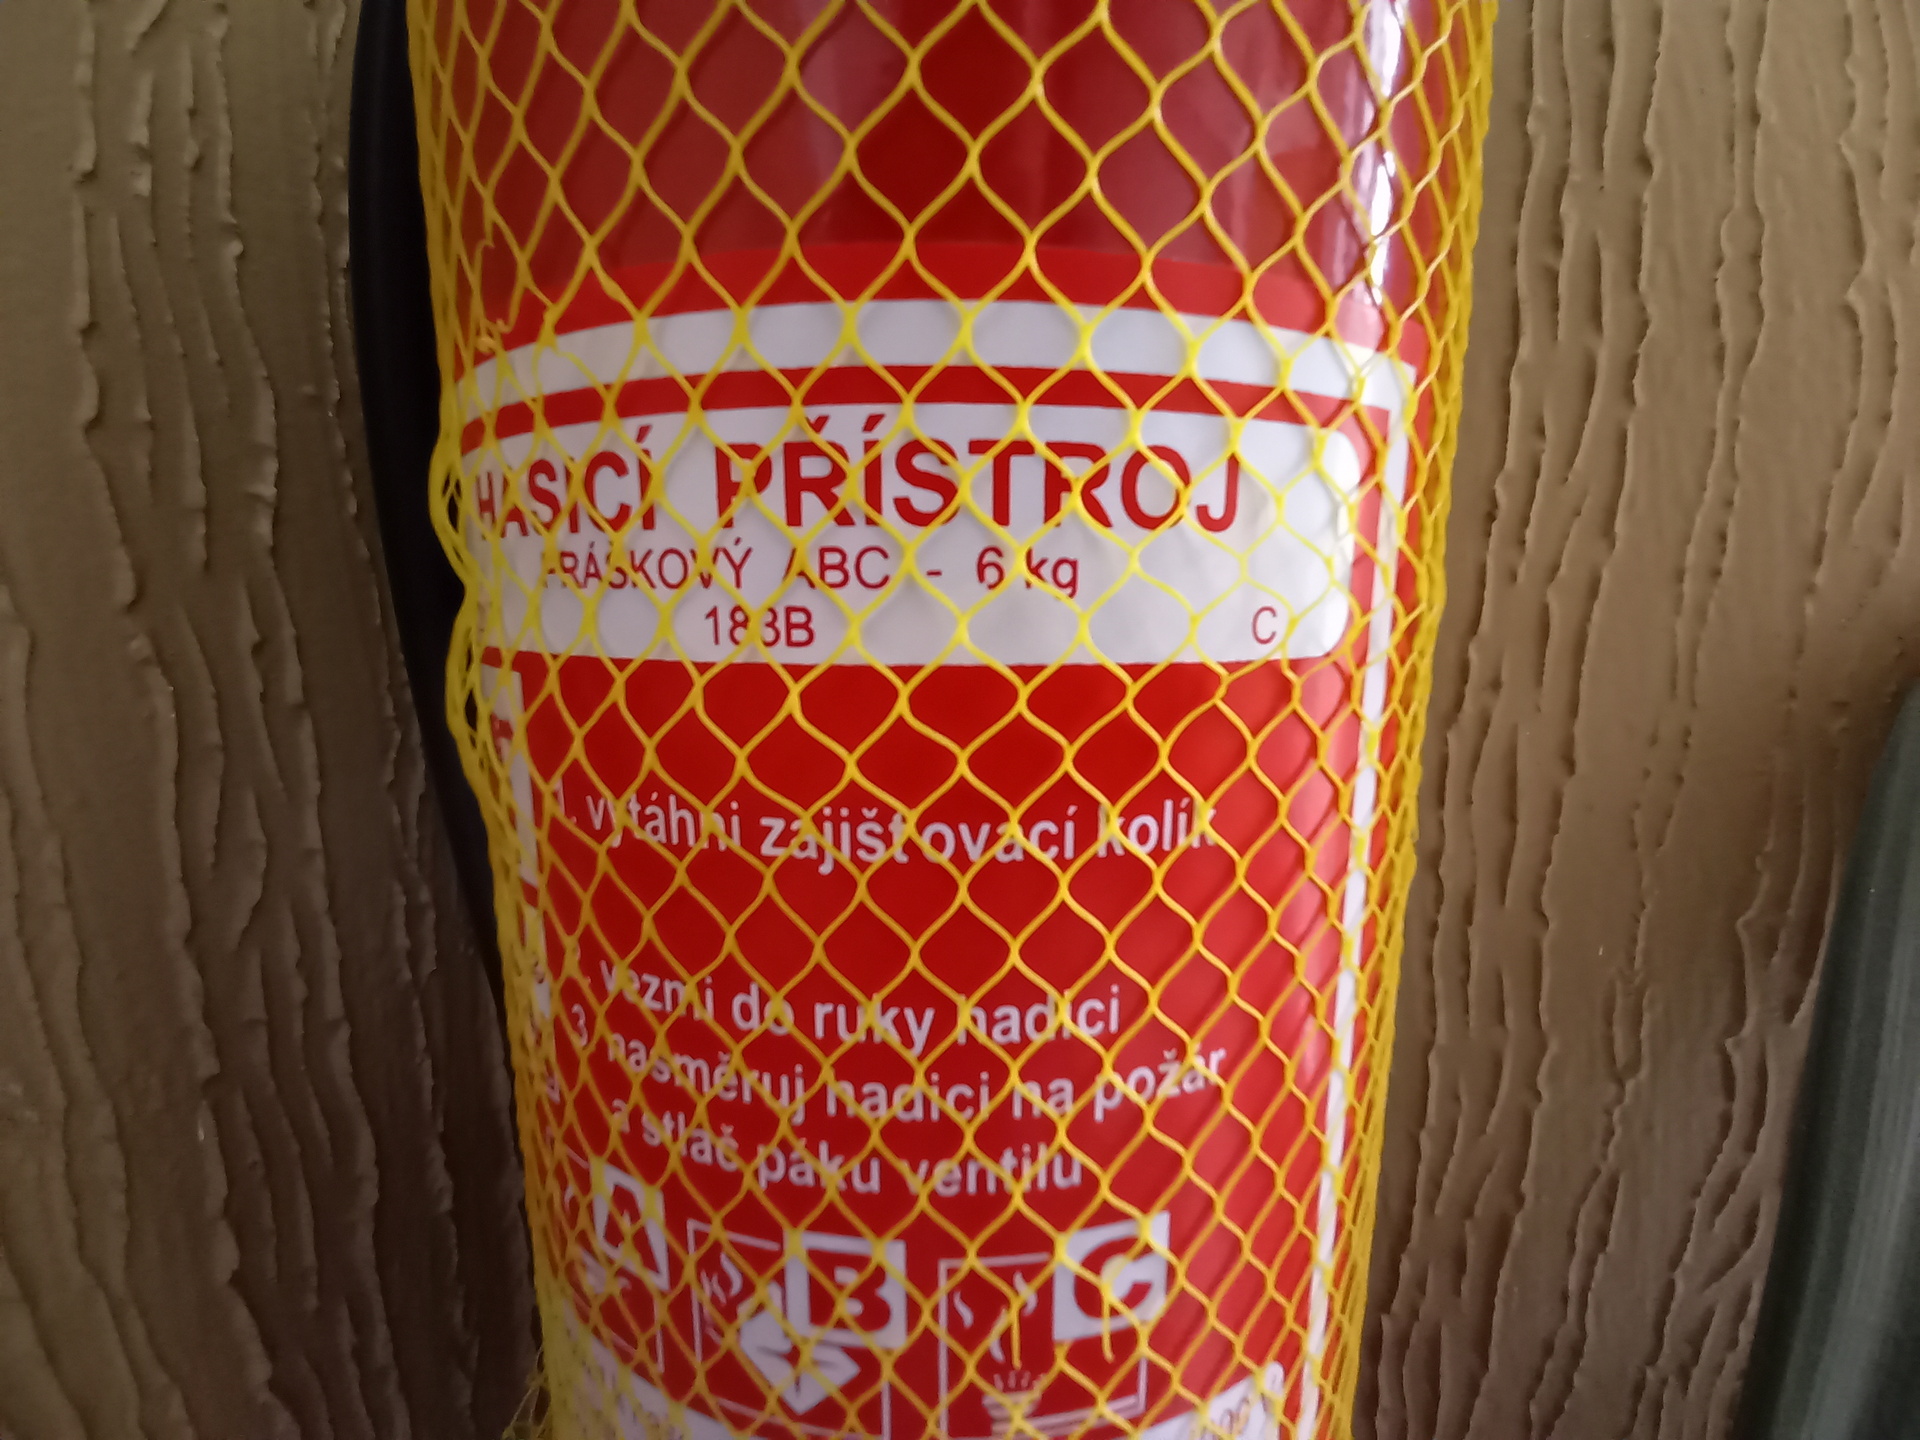 HASICÍ PŘÍSTROJ
PRÁŠKOVÝ ABC - 6 kg
183B C
1. vytáhni zajišťovací kolík
2. vezmi do ruky hadici
3. nasměruj hadici na požár
a stlač páku ventilu
A B C